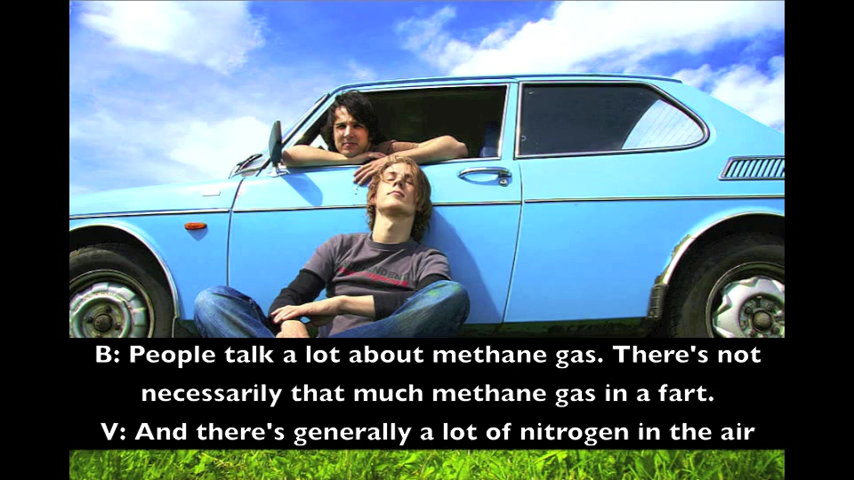 B: People talk a lot about methane gas. There's not
necessarily that much methane gas in a fart.
V: And there's generally a lot of nitrogen in the air